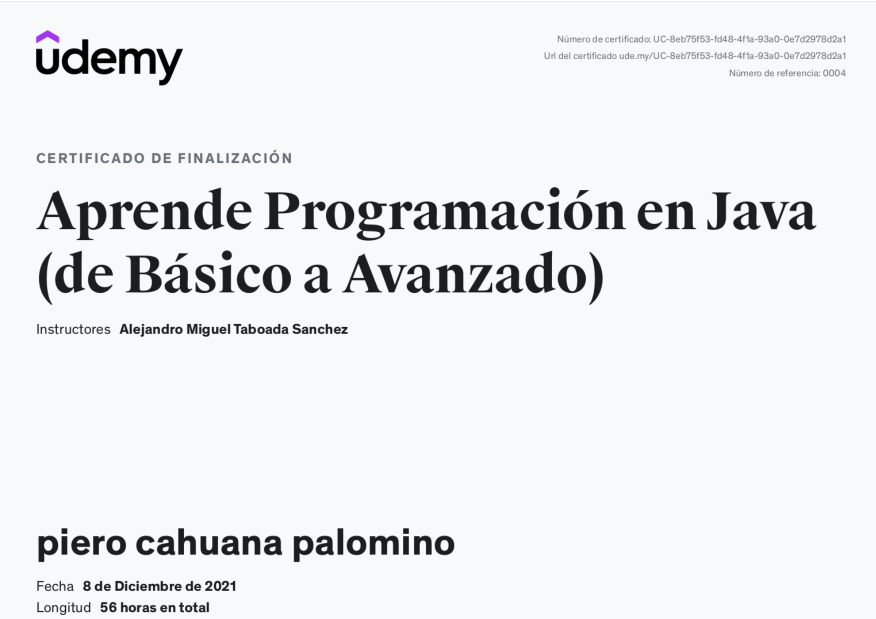 udemy
Número de certificado: UC-8eb75f53-fd48-4f1a-93a0-0e7d2978d2a1
Url del certificado ude.my/UC-8eb75f53-fd48-4f1a-93a0-0e7d2978d2a1
Número de referencia: 0004
CERTIFICADO DE FINALIZACIÓN
Aprende Programación en Java
(de Básico a Avanzado)
Instructores Alejandro Miguel Taboada Sanchez
piero cahuana palomino
Fecha 8 de Diciembre de 2021
Longitud 56 horas en total